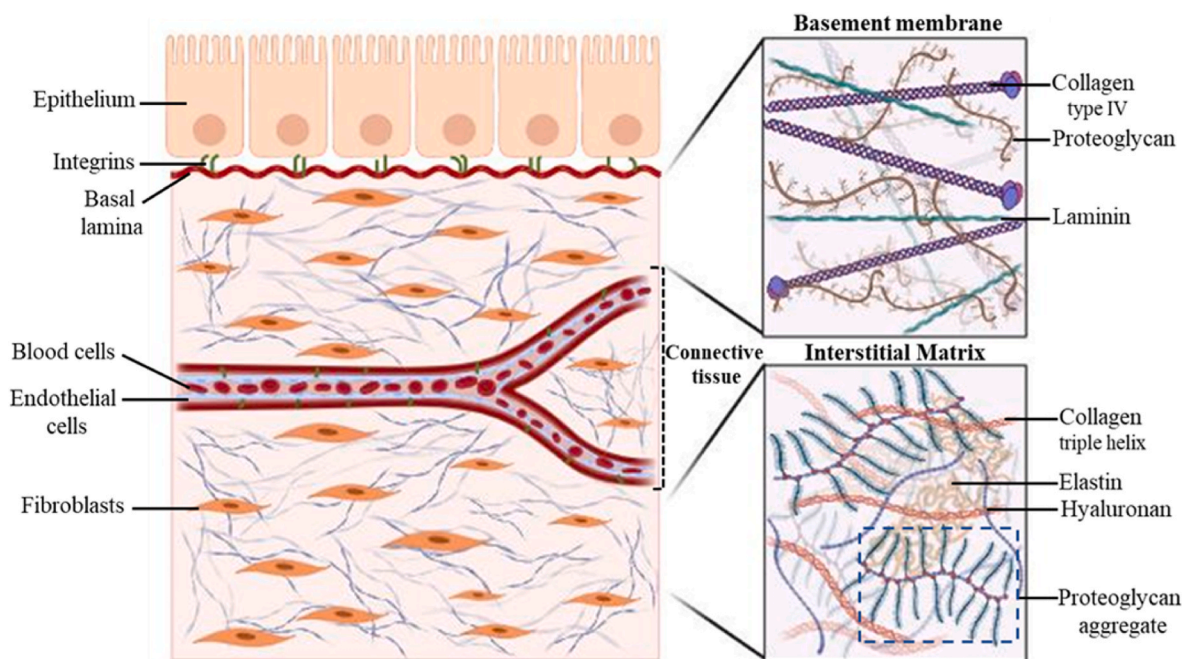 Epithelium
Integrins
Basal
lamina
Blood cells
Endothelial
cells
Fibroblasts
Connective
tissue
Basement membrane
Collagen
type IV
Proteoglycan
Laminin
Interstitial Matrix
Collagen
triple helix
Elastin
Hyaluronan
Proteoglycan
aggregate